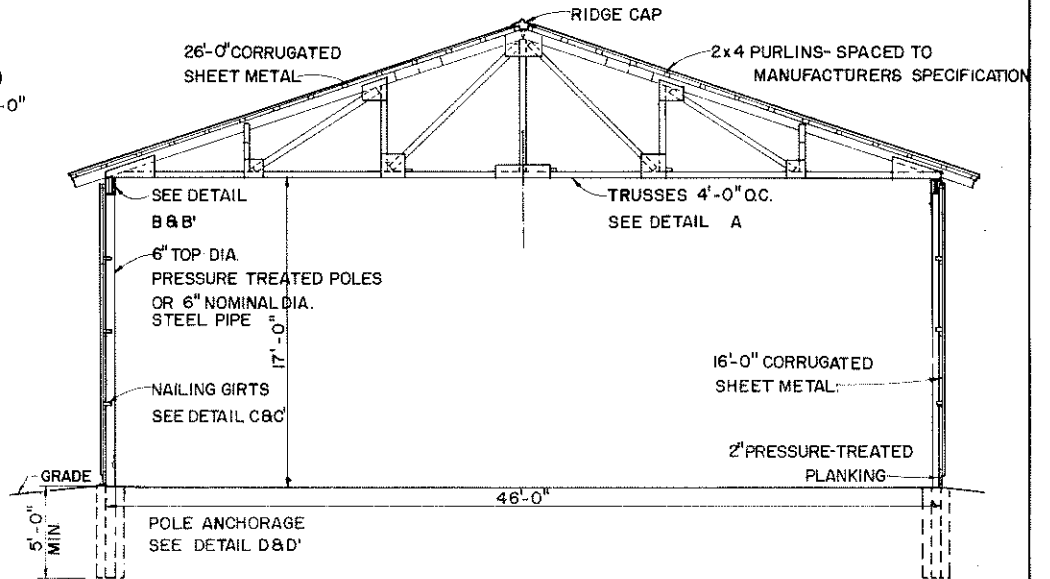 RIDGE CAP
26'-0" CORRUGATED
SHEET METAL
2x4 PURLINS- SPACED TO
MANUFACTURERS SPECIFICATION
)
-0"
SEE DETAIL
B & B'
TRUSSES 4'-0" O.C.
SEE DETAIL A
6" TOP DIA.
PRESSURE TREATED POLES
OR 6" NOMINAL DIA.
STEEL PIPE
17'-0"
16'-0" CORRUGATED
SHEET METAL
NAILING GIRTS
SEE DETAIL C&C'
2" PRESSURE-TREATED
PLANKING
GRADE
46'-0"
5'-0"
MIN
POLE ANCHORAGE
SEE DETAIL D&D'